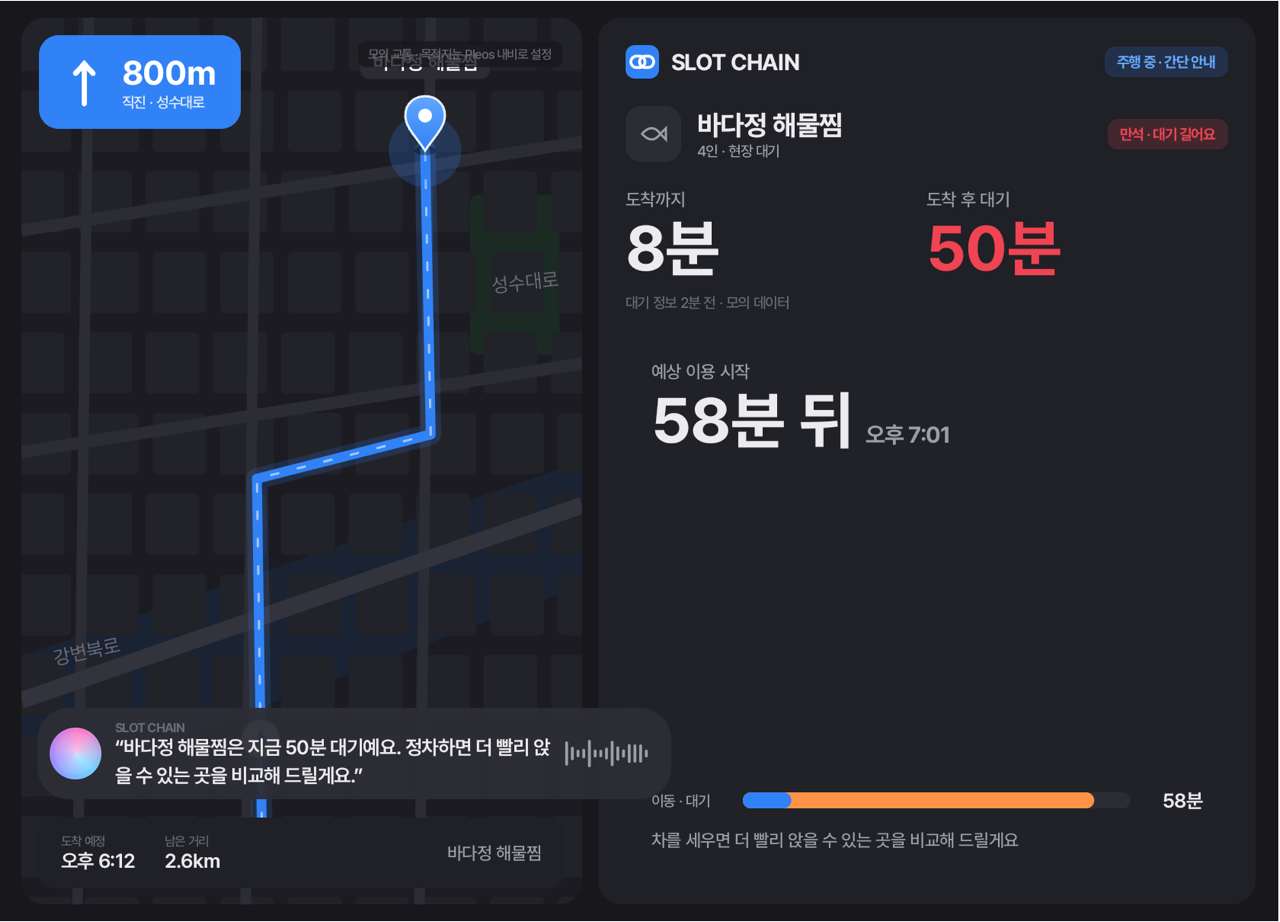 800m
직진 · 성수대로
모의 교통 · 목적지는 Pleos 내비로 설정
바다정 해물찜
성수대로
강변북로
SLOT CHAIN
“바다정 해물찜은 지금 50분 대기예요. 정차하면 더 빨리 앉
을 수 있는 곳을 비교해 드릴게요.”
도착 예정
남은 거리
오후 6:12
2.6km
바다정 해물찜
SLOT CHAIN
주행 중 · 간단 안내
바다정 해물찜
4인 · 현장 대기
만석 · 대기 길어요
도착까지
도착 후 대기
8분
50분
대기 정보 2분 전 · 모의 데이터
예상 이용 시작
58분 뒤 오후 7:01
이동 · 대기
58분
차를 세우면 더 빨리 앉을 수 있는 곳을 비교해 드릴게요